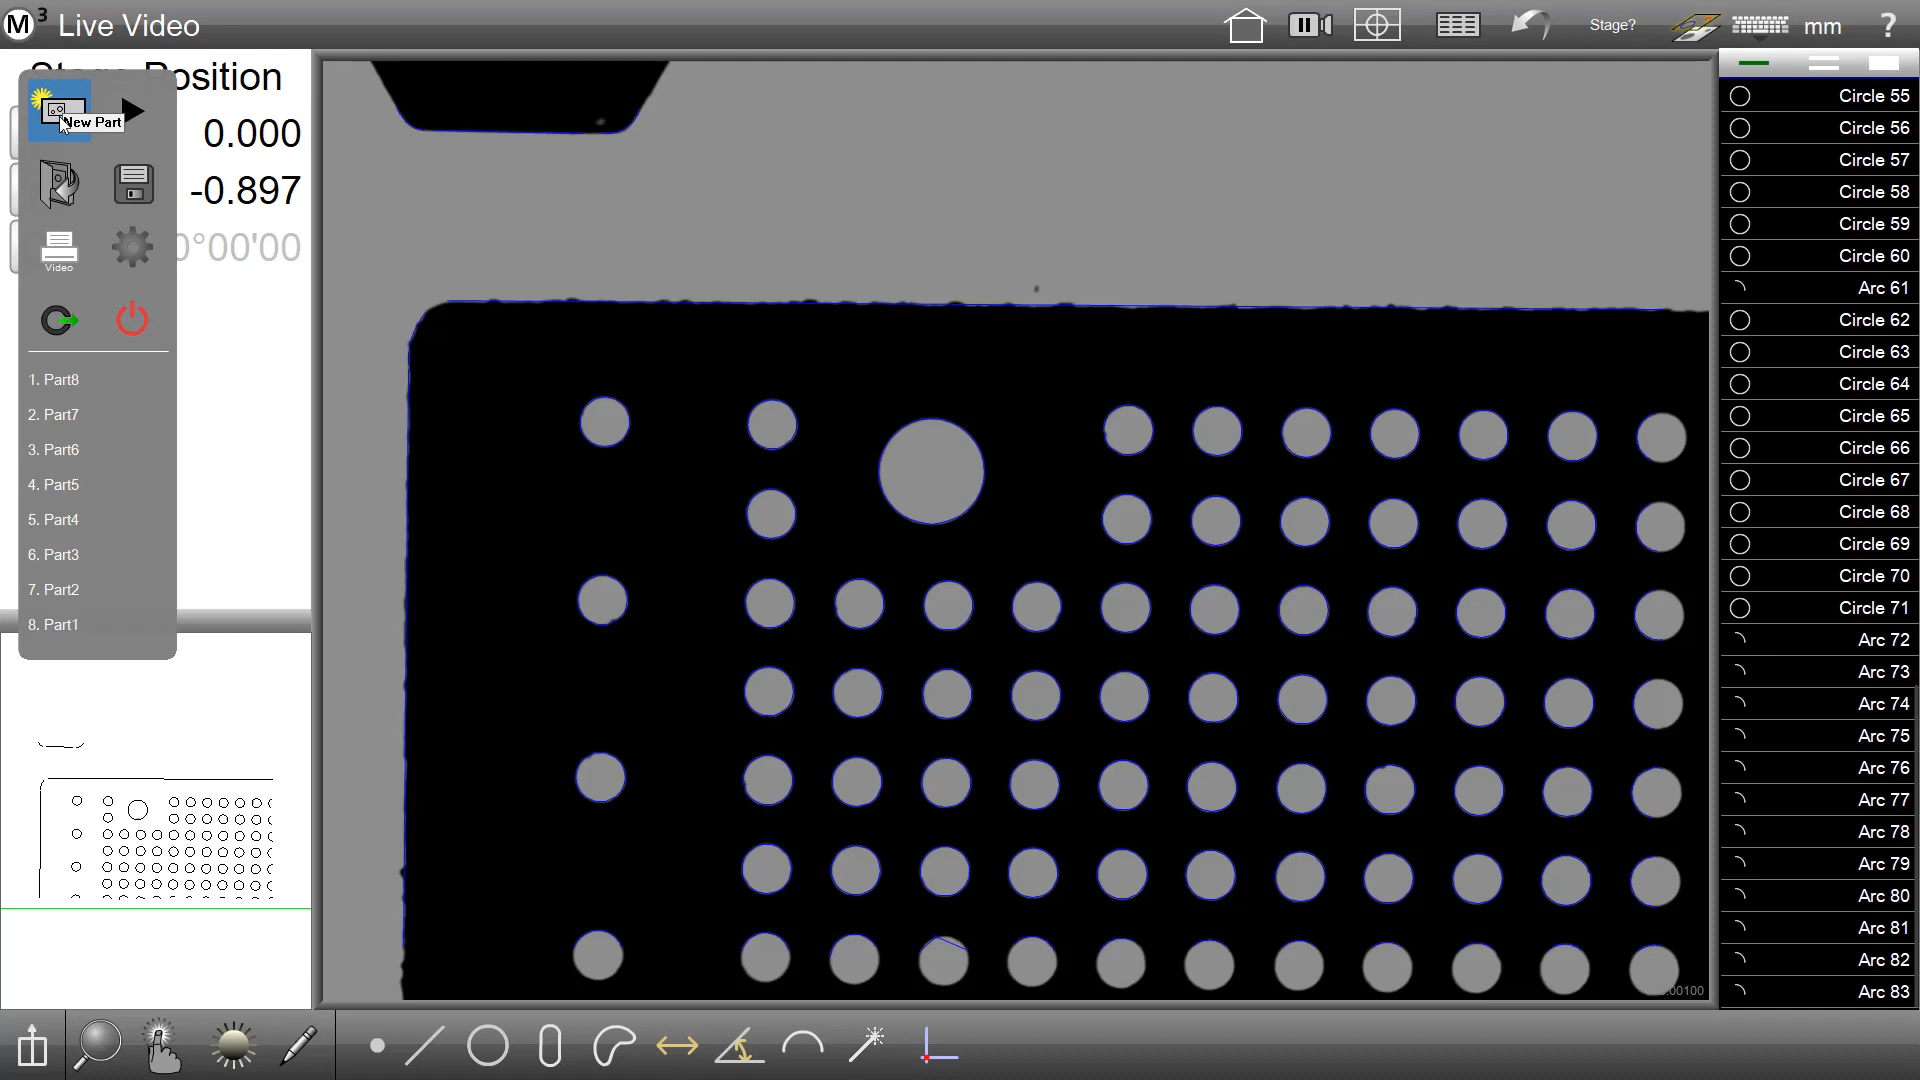 M3 Live Video
Stage?
mm
?
Position
0.000
-0.897
0°00'00
New Part
Video
1. Part8
2. Part7
3. Part6
4. Part5
5. Part4
6. Part3
7. Part2
8. Part1
Circle 55
Circle 56
Circle 57
Circle 58
Circle 59
Circle 60
Arc 61
Circle 62
Circle 63
Circle 64
Circle 65
Circle 66
Circle 67
Circle 68
Circle 69
Circle 70
Circle 71
Arc 72
Arc 73
Arc 74
Arc 75
Arc 76
Arc 77
Arc 78
Arc 79
Arc 80
Arc 81
Arc 82
Arc 83